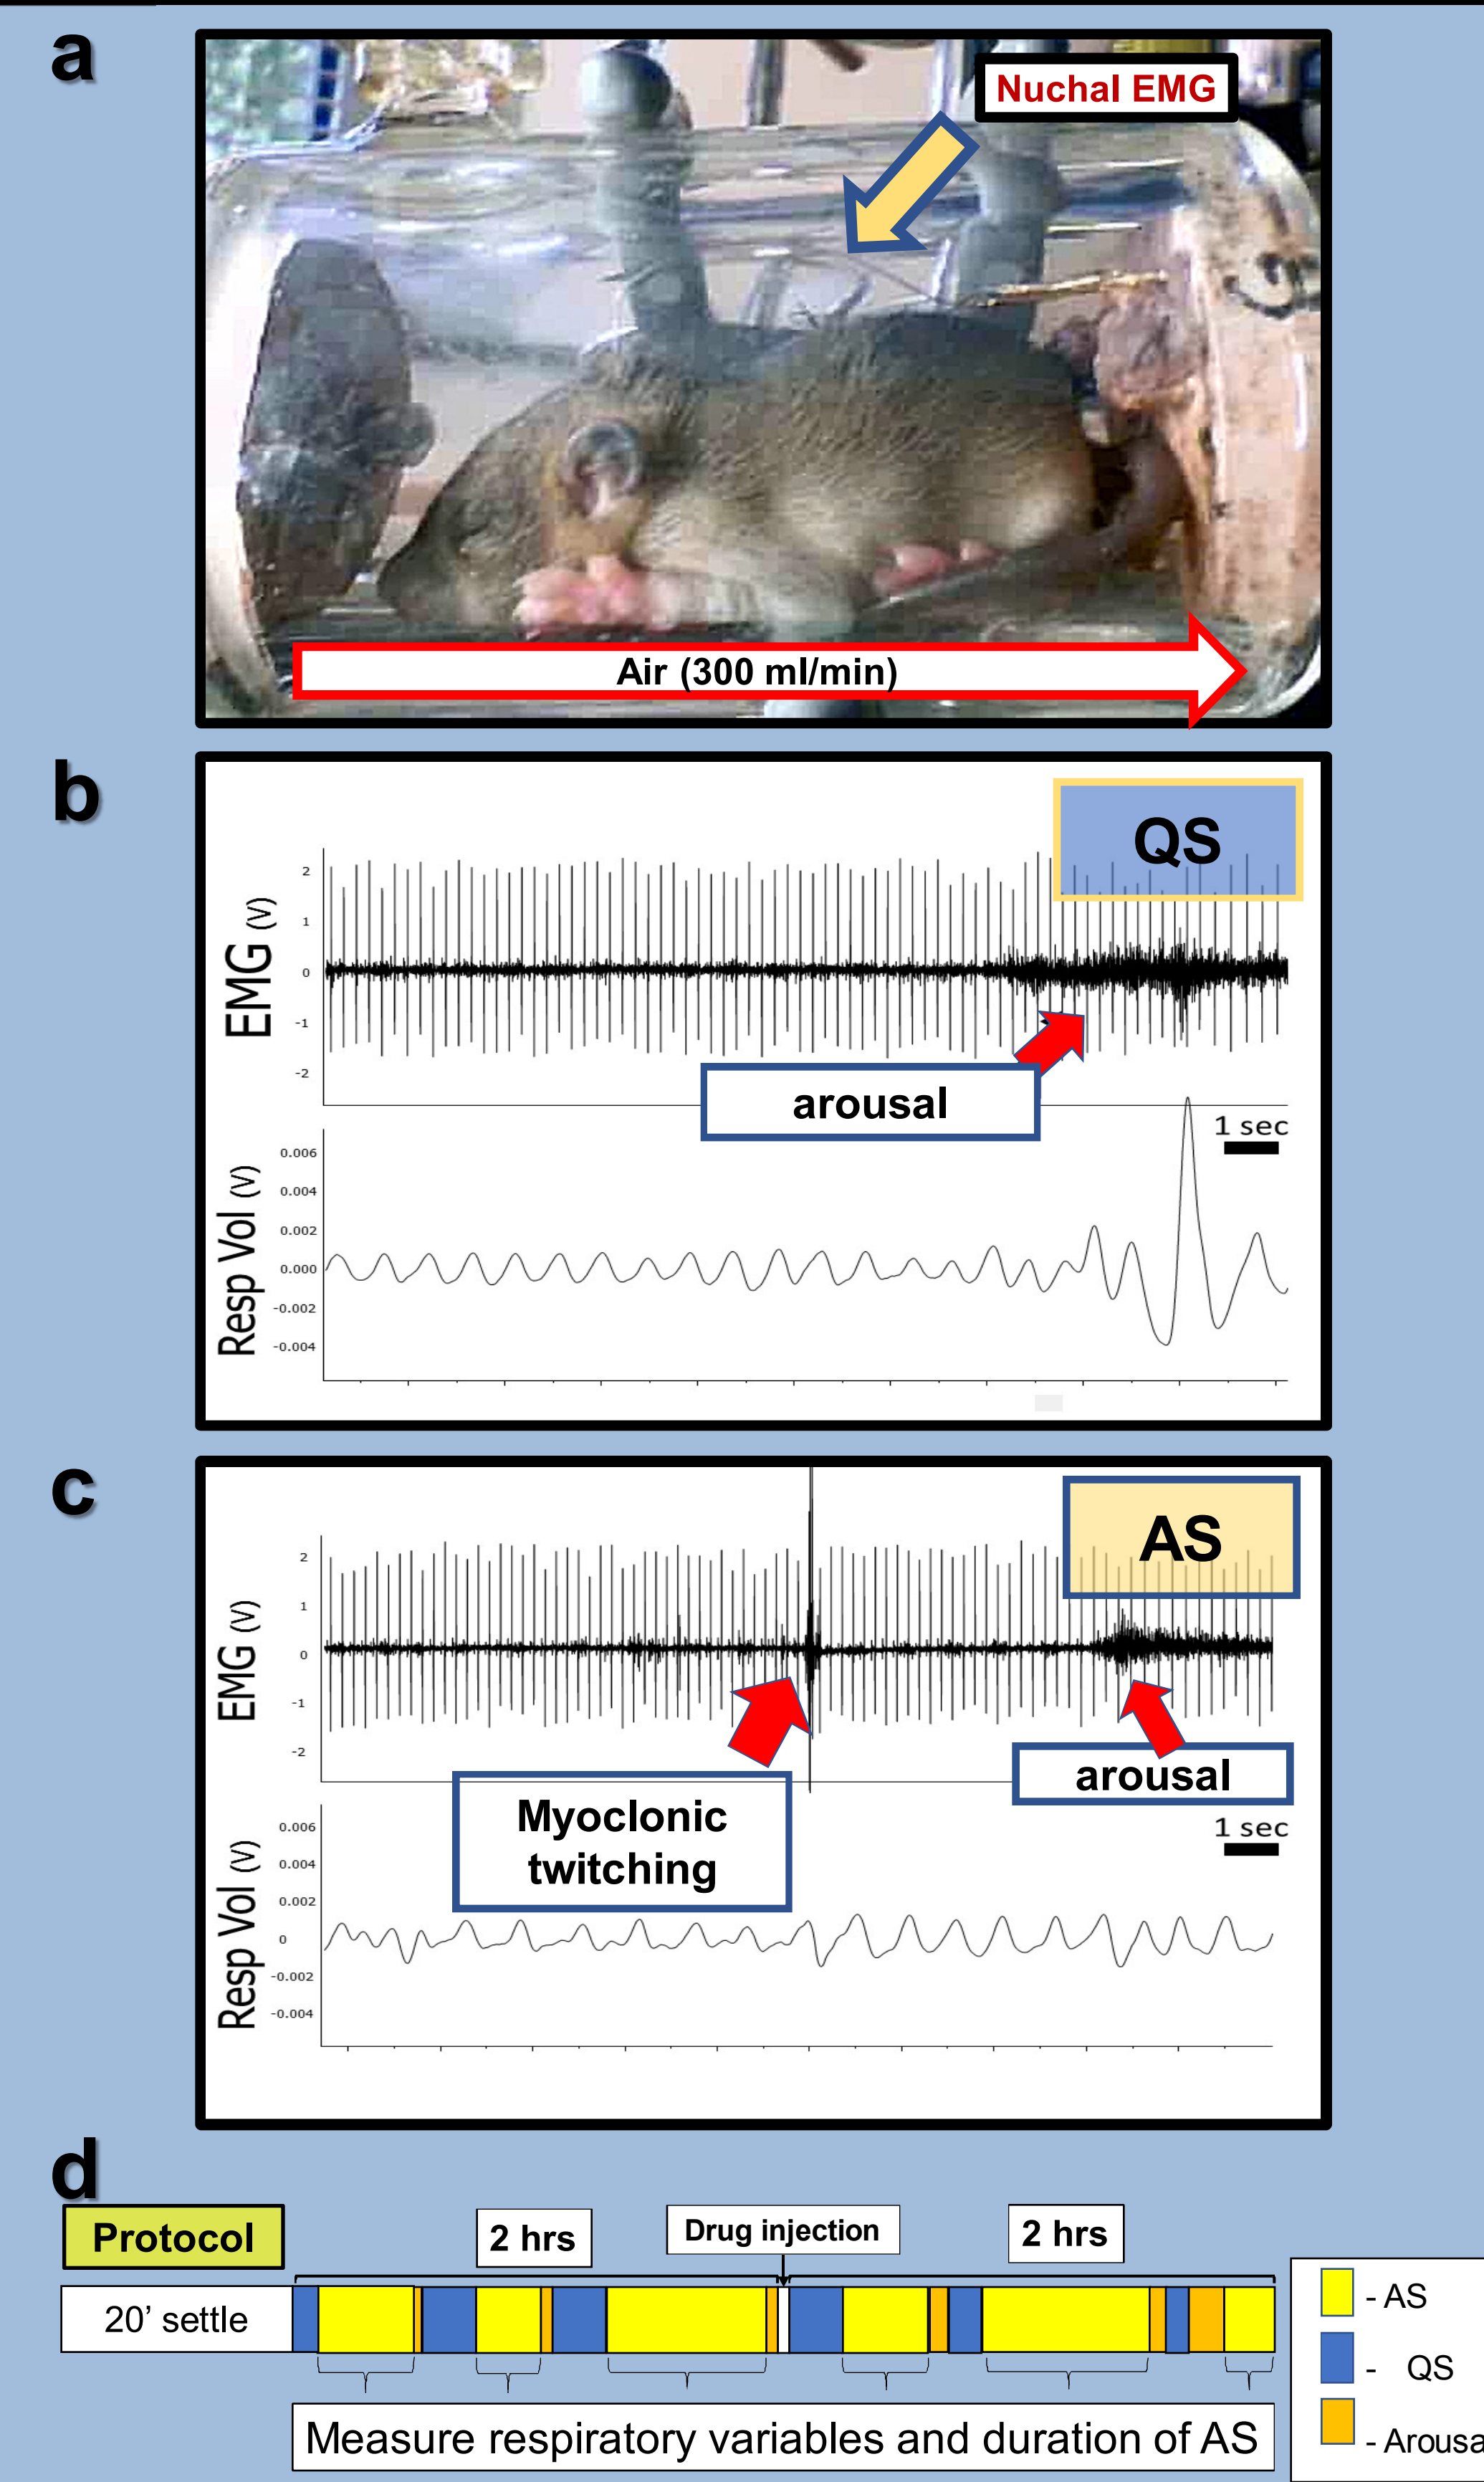 a
Nuchal EMG
Air (300 ml/min)
b
QS
EMG (V)
2
1
0
-1
-2
arousal
1 sec
Resp Vol (V)
0.006
0.004
0.002
0.000
-0.002
-0.004
c
AS
EMG (V)
2
1
0
-1
-2
Myoclonic
twitching
arousal
1 sec
Resp Vol (V)
0.006
0.004
0.002
0
-0.002
-0.004
d
Protocol
2 hrs
Drug injection
2 hrs
20’ settle
- AS
- QS
- Arousa
Measure respiratory variables and duration of AS